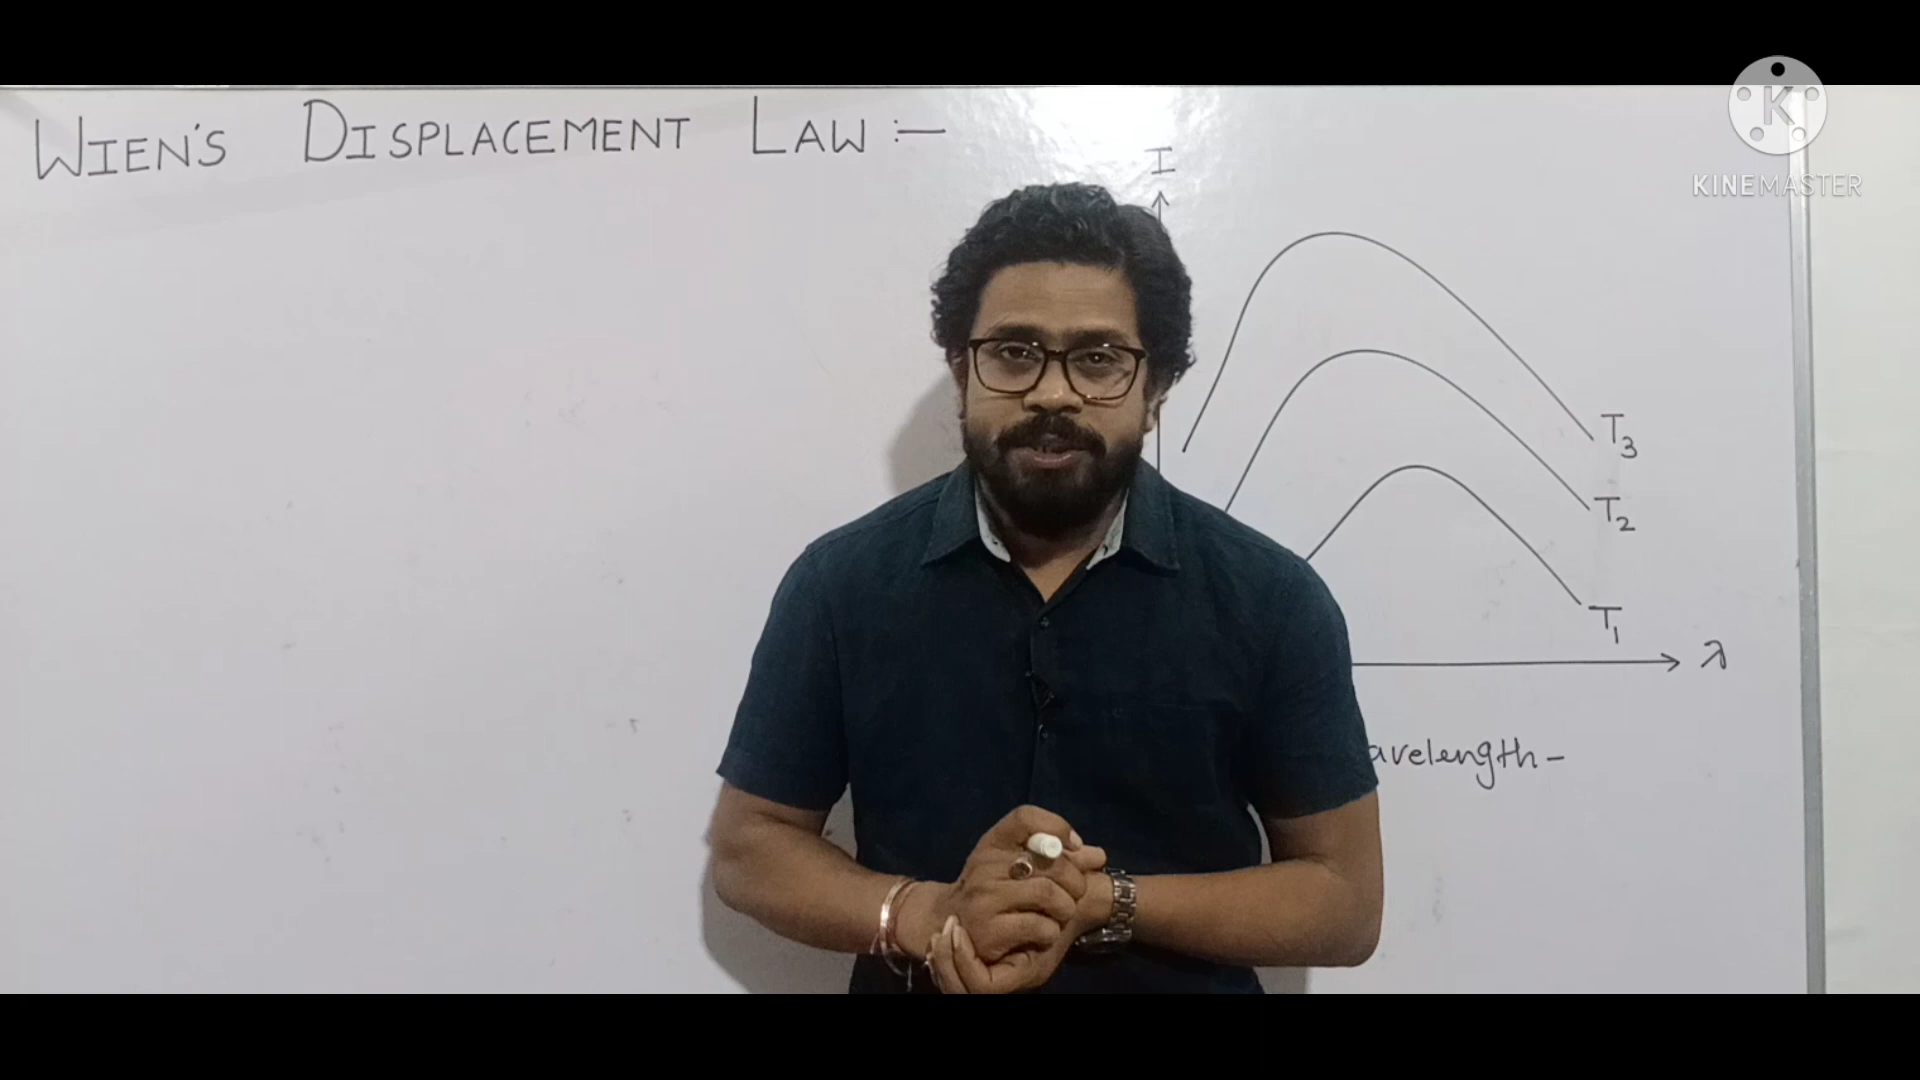 WIEN'S DISPLACEMENT LAW :-
KINEMASTER
I
T3
T2
T1
λ
avelength-